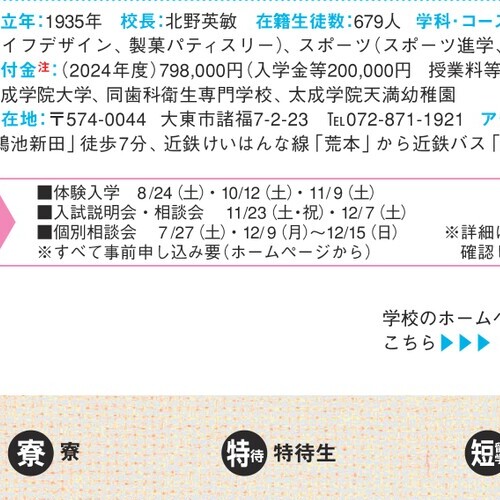 立年：1935年　校長：北野英敏　在籍生徒数：679人　学科・コース
イフデザイン、製菓パティスリー）、スポーツ（スポーツ進学、
付金注：（2024年度）798,000円（入学金等200,000円　授業料等
成学院大学、同歯科衛生専門学校、太成学院天満幼稚園
在地：〒574-0044　大東市諸福7-2-23　℡072-871-1921　ア
鴻池新田」徒歩7分、近鉄けいはんな線「荒本」から近鉄バス「
■体験入学　8/24（土）・10/12（土）・11/9（土）
■入試説明会・相談会　11/23（土・祝）・12/7（土）
■個別相談会　7/27（土）・12/9（月）～12/15（日）　※詳細
※すべて事前申し込み要（ホームページから）　確認
学校のホーム
こちら▶▶▶
寮 寮
特待 特待生
短